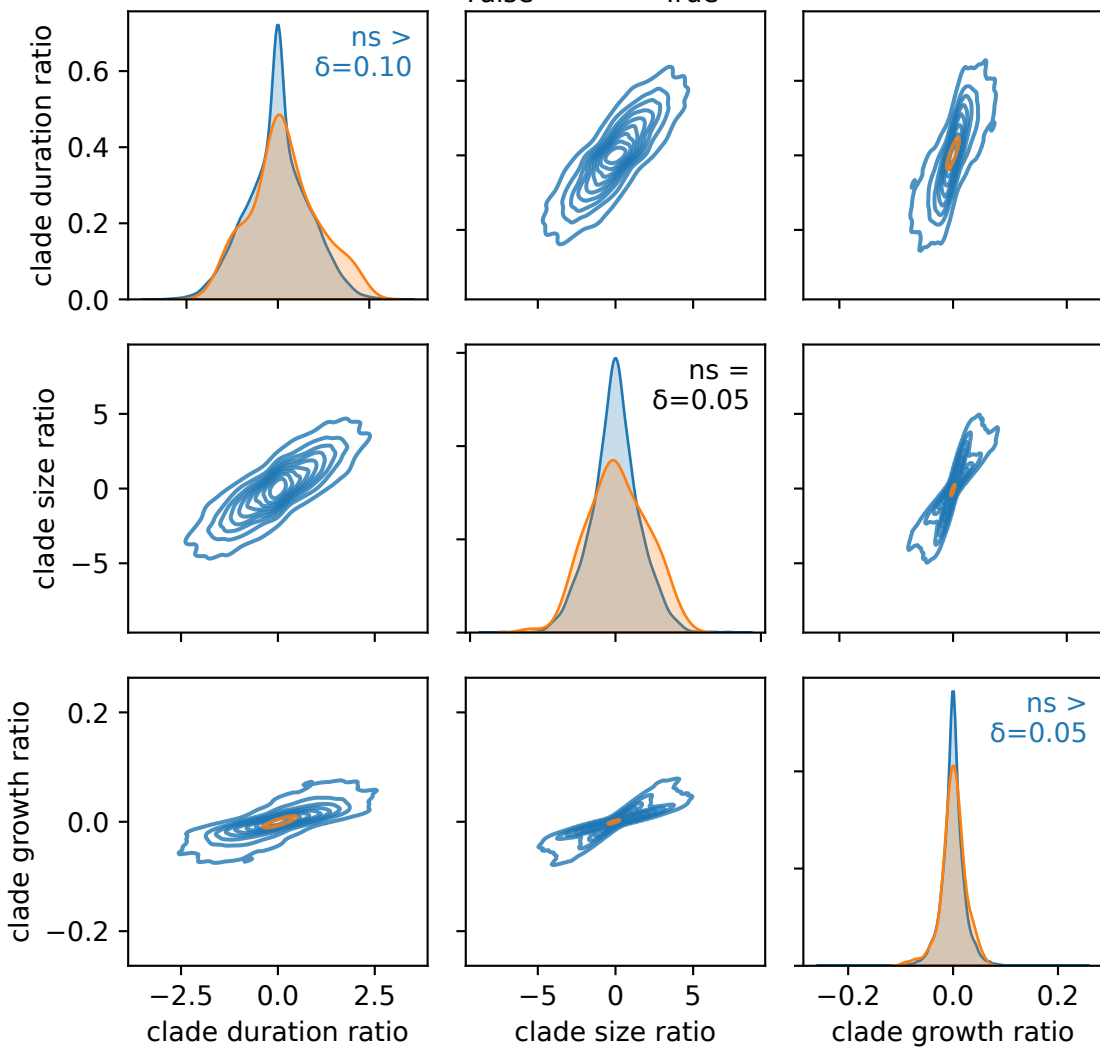 clade duration ratio
0.6
0.4
0.2
0.0
ns >
δ=0.10
clade size ratio
5
0
−5
ns =
δ=0.05
clade growth ratio
0.2
0.0
−0.2
ns >
δ=0.05
−2.5 0.0 2.5
clade duration ratio
−5 0 5
clade size ratio
−0.2 0.0 0.2
clade growth ratio